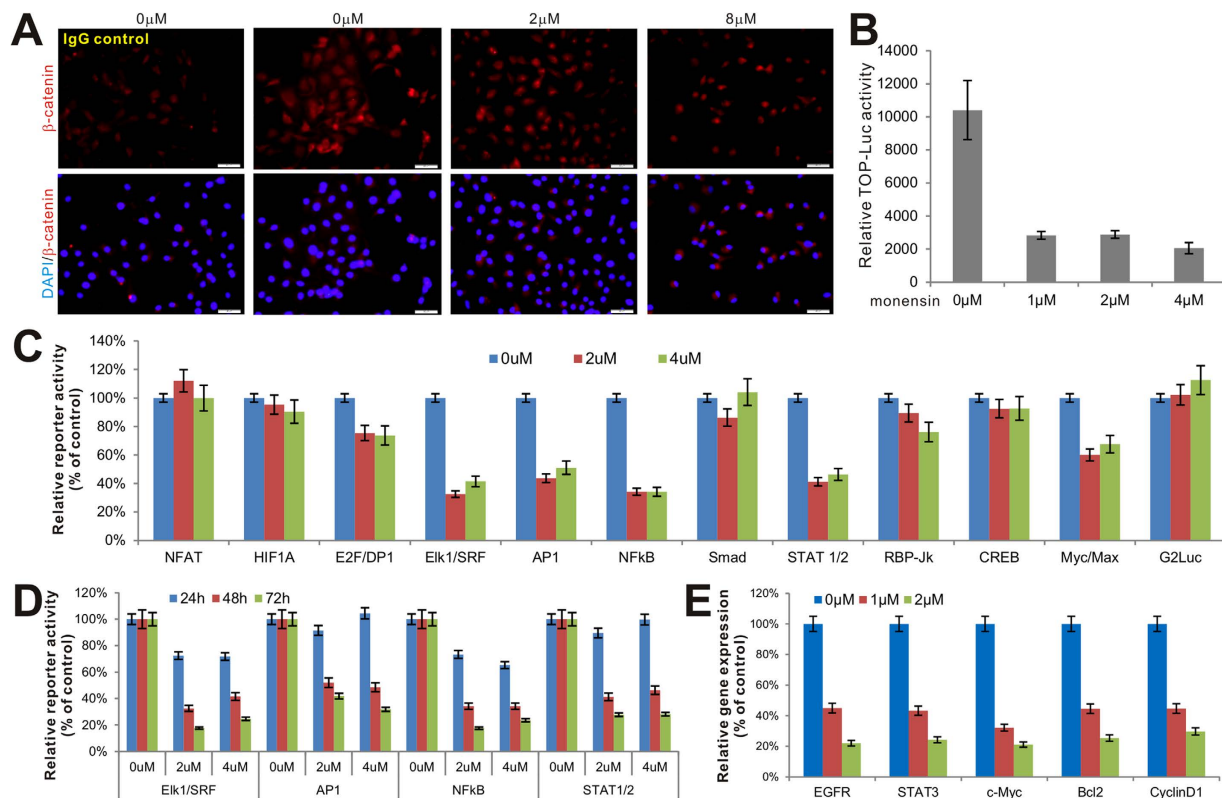 A
0μM
0μM
2μM
8μM
IgG control
β-catenin
DAPI/β-catenin
B
Relative TOP-Luc activity
14000
12000
10000
8000
6000
4000
2000
0
monensin
0μM
1μM
2μM
4μM
C
Relative reporter activity
(% of control)
140%
120%
100%
80%
60%
40%
20%
0%
0uM
2uM
4uM
NFAT
HIF1A
E2F/DP1
Elk1/SRF
AP1
NFkB
Smad
STAT 1/2
RBP-Jk
CREB
Myc/Max
G2Luc
D
Relative reporter activity
(% of control)
120%
100%
80%
60%
40%
20%
0%
24h
48h
72h
0uM
2uM
4uM
0uM
2uM
4uM
0uM
2uM
4uM
0uM
2uM
4uM
Elk1/SRF
AP1
NFkB
STAT1/2
E
Relative gene expression
(% of control)
120%
100%
80%
60%
40%
20%
0%
0μM
1μM
2μM
EGFR
STAT3
c-Myc
Bcl2
CyclinD1